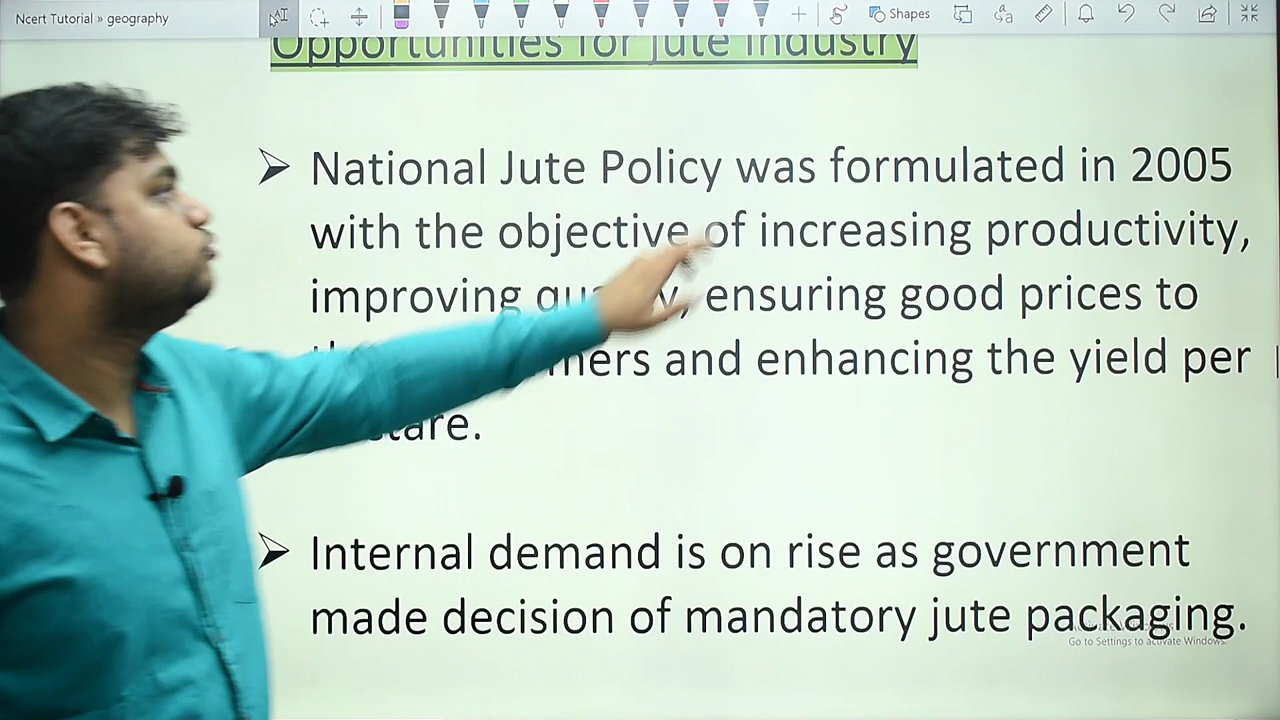 Ncert Tutorial » geography
Shapes
Opportunities for jute industry
National Jute Policy was formulated in 2005
with the objective of increasing productivity,
improving ensuring good prices to
and enhancing the yield per
Internal demand is on rise as government
made decision of mandatory jute packaging.
Go to Settings to activate Windows.